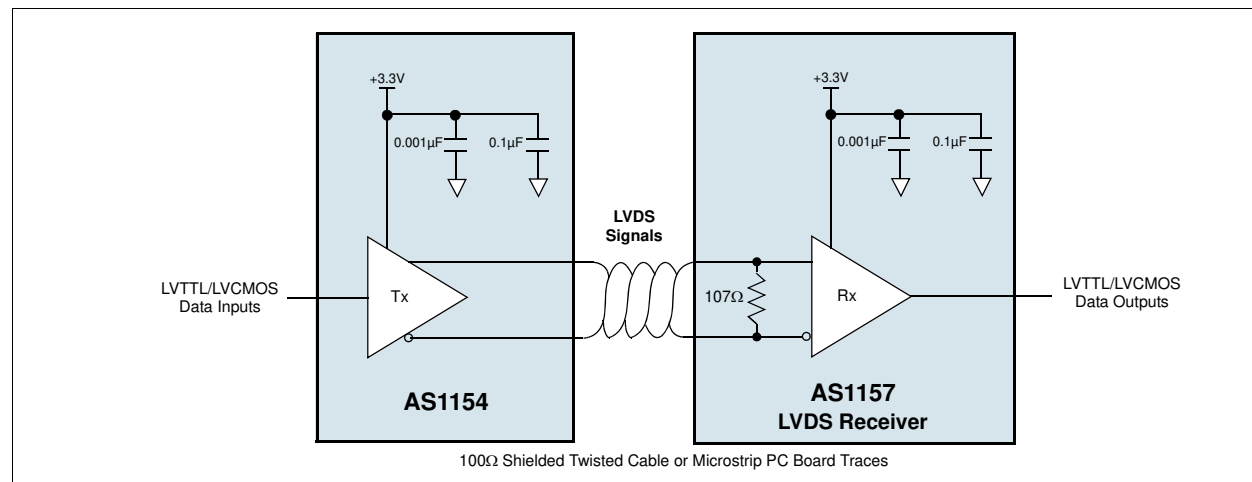 +3.3V
0.001µF
0.1µF
+3.3V
0.001µF
0.1µF
LVDS
Signals
LVTTL/LVCMOS
Data Inputs
Tx
107Ω
Rx
LVTTL/LVCMOS
Data Outputs
AS1154
AS1157
LVDS Receiver
100Ω Shielded Twisted Cable or Microstrip PC Board Traces